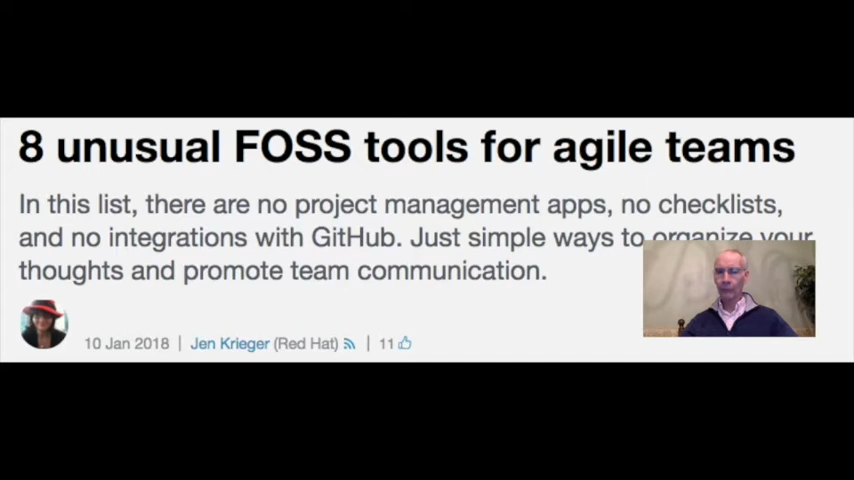 8 unusual FOSS tools for agile teams
In this list, there are no project management apps, no checklists,
and no integrations with GitHub. Just simple ways to organize your
thoughts and promote team communication.
10 Jan 2018 | Jen Krieger (Red Hat) | 11